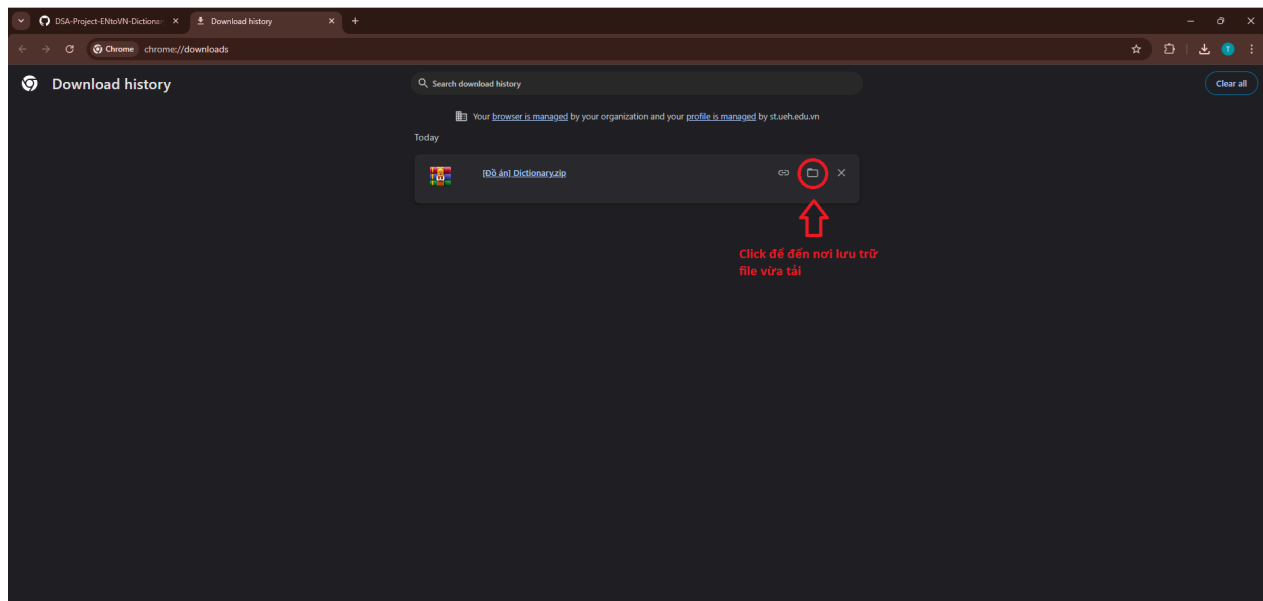 DSA-Project-ENtoVN-Dictionar
Download history
Chrome
chrome://downloads
T
Download history
Search download history
Clear all
Your browser is managed by your organization and your profile is managed by st.ueh.edu.vn
Today
[Đồ án] Dictionary.zip
Click để đến nơi lưu trữ
file vừa tải